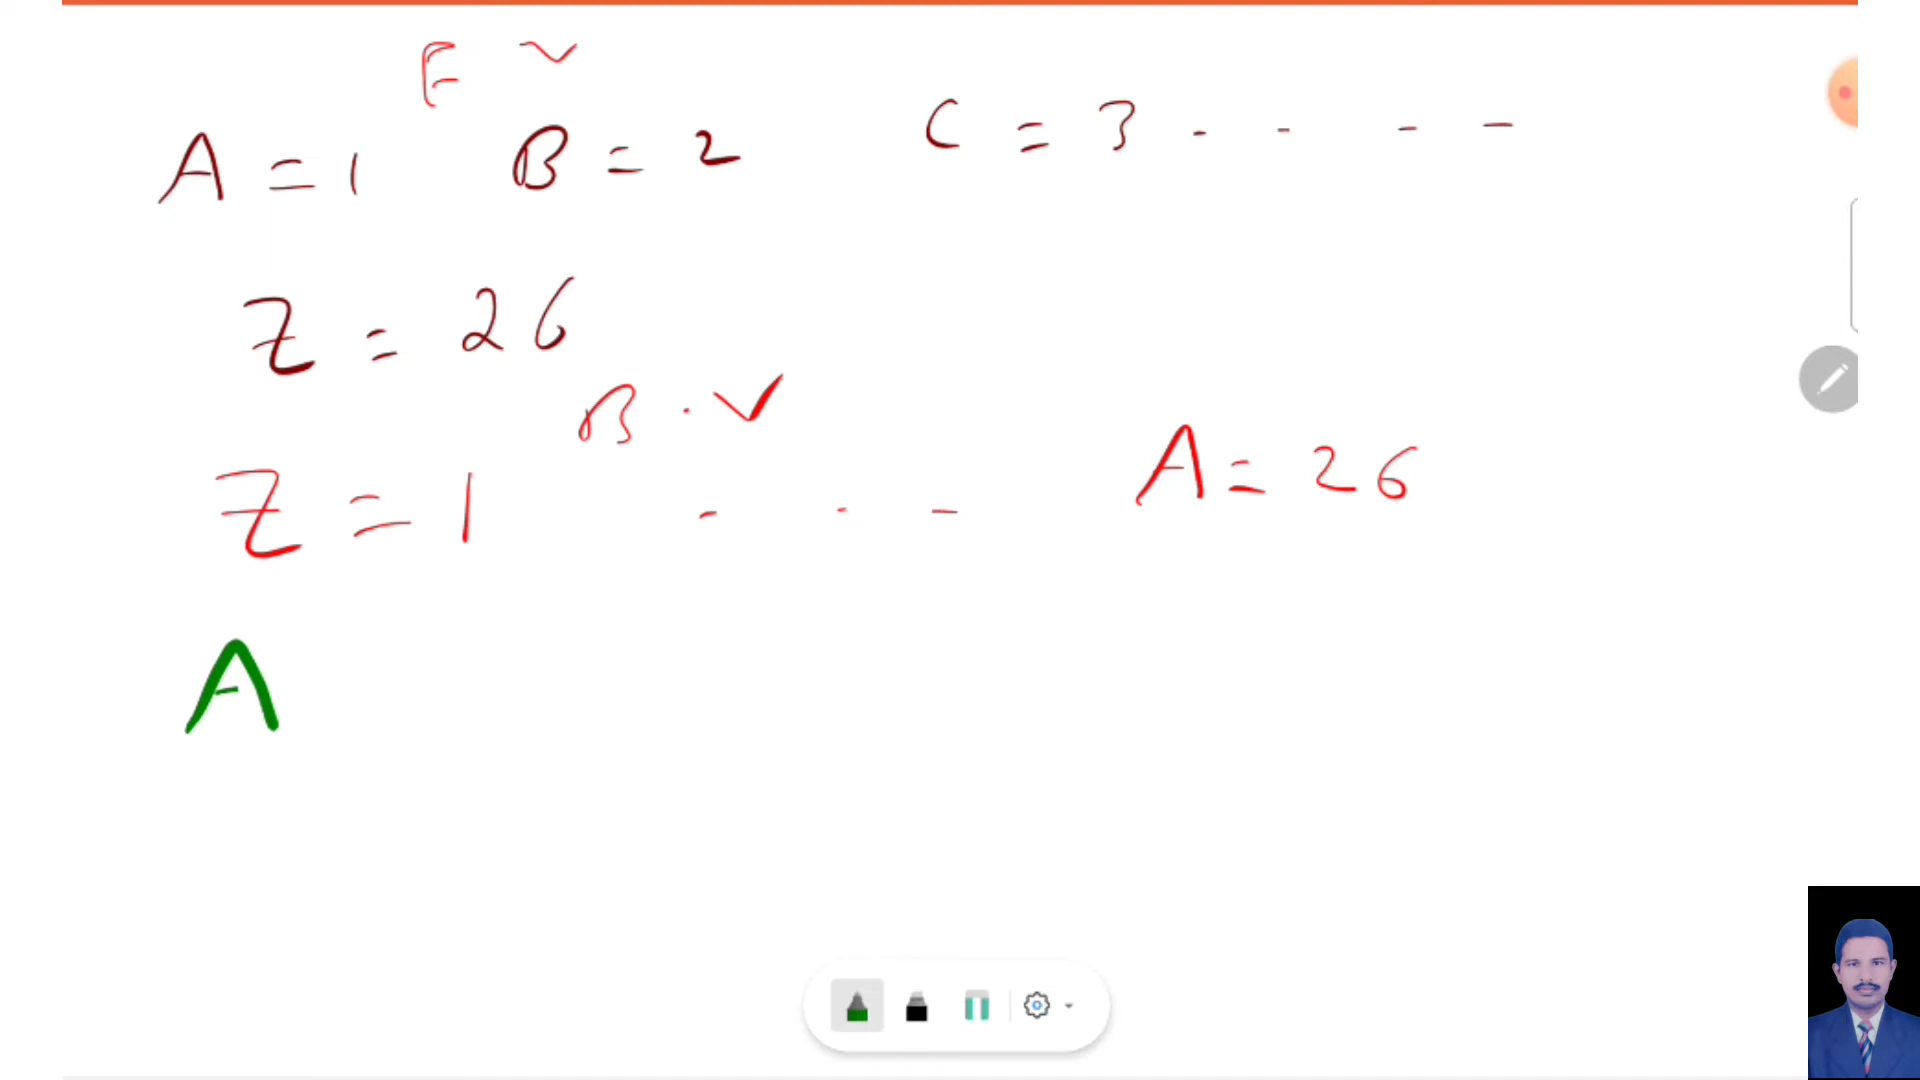 F v
A = 1 B = 2 C = 3 - - - -
Z = 26
B. V
Z = 1 - - - A = 26
A